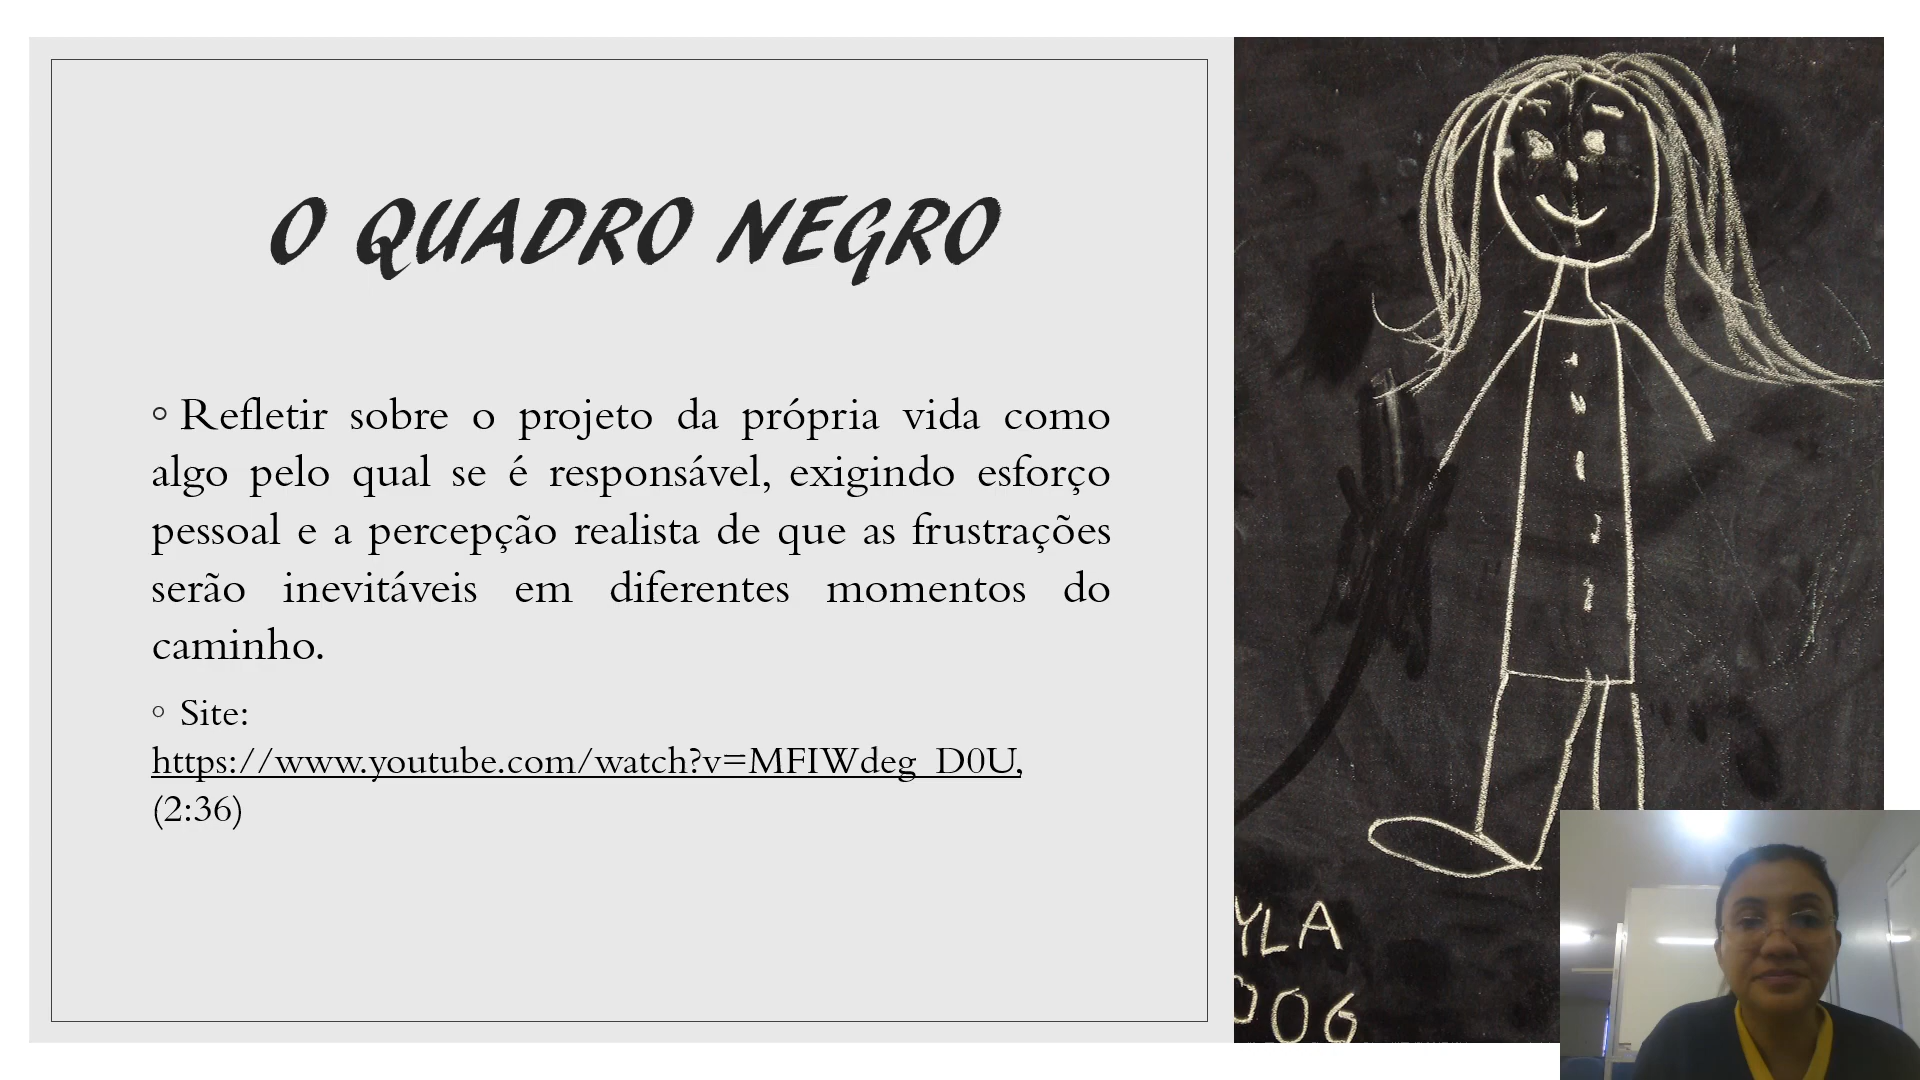 O QUADRO NEGRO
◦ Refletir sobre o projeto da própria vida como
algo pelo qual se é responsável, exigindo esforço
pessoal e a percepção realista de que as frustrações
serão inevitáveis em diferentes momentos do
caminho.
◦ Site:
https://www.youtube.com/watch?v=MFIWdeg_D0U,
(2:36)
YLA
006